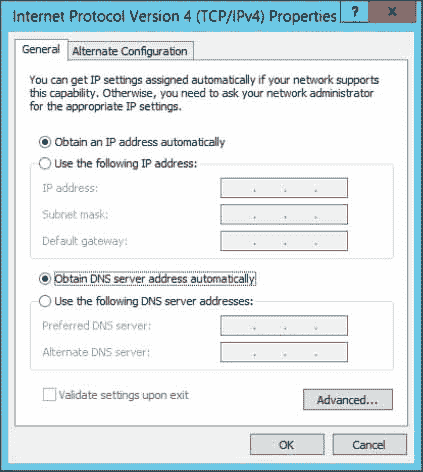 Internet Protocol Version 4 (TCP/IPv4) Properties ? x
General Alternate Configuration
You can get IP settings assigned automatically if your network supports
this capability. Otherwise, you need to ask your network administrator
for the appropriate IP settings.
Obtain an IP address automatically
Use the following IP address:
IP address: . . .
Subnet mask: . . .
Default gateway: . . .
Obtain DNS server address automatically
Use the following DNS server addresses:
Preferred DNS server: . . .
Alternate DNS server: . . .
Validate settings upon exit
Advanced...
OK Cancel